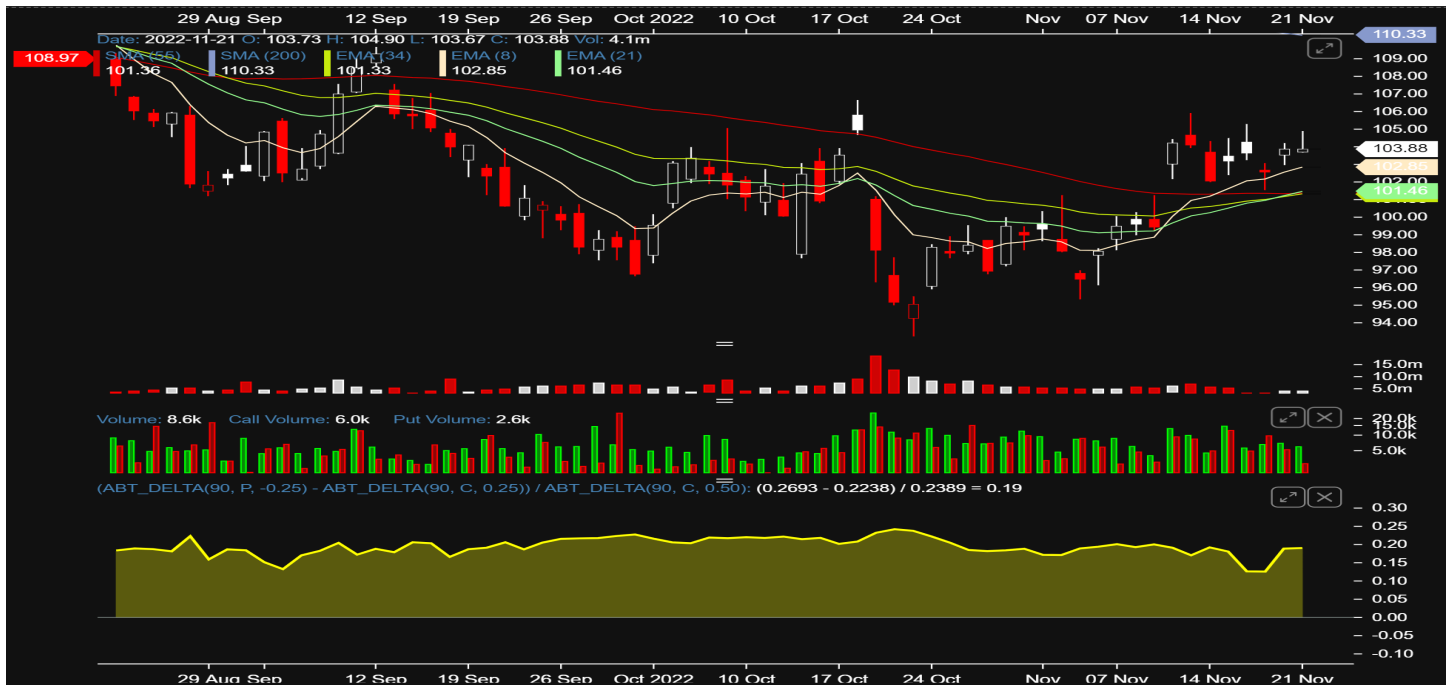 29 Aug Sep 12 Sep 19 Sep 26 Sep Oct 2022 10 Oct 17 Oct 24 Oct Nov 07 Nov 14 Nov 21 Nov
Date: 2022-11-21 O: 103.73 H: 104.90 L: 103.67 C: 103.88 Vol: 4.1m
110.33
SMA (55) SMA (200) EMA (34) EMA (8) EMA (21)
108.97
101.36 110.33 101.33 102.85 101.46
109.00
108.00
107.00
106.00
105.00
103.88
102.85
102.00
101.46
100.00
99.00
98.00
97.00
96.00
95.00
94.00
15.0m
10.0m
5.0m
Volume: 8.6k Call Volume: 6.0k Put Volume: 2.6k
20.0k
15.0k
10.0k
5.0k
(ABT_DELTA(90, P, -0.25) - ABT_DELTA(90, C, 0.25)) / ABT_DELTA(90, C, 0.50): (0.2693 - 0.2238) / 0.2389 = 0.19
0.30
0.25
0.20
0.15
0.10
0.05
0.00
-0.05
-0.10
29 Aug Sep 12 Sep 19 Sep 26 Sep Oct 2022 10 Oct 17 Oct 24 Oct Nov 07 Nov 14 Nov 21 Nov